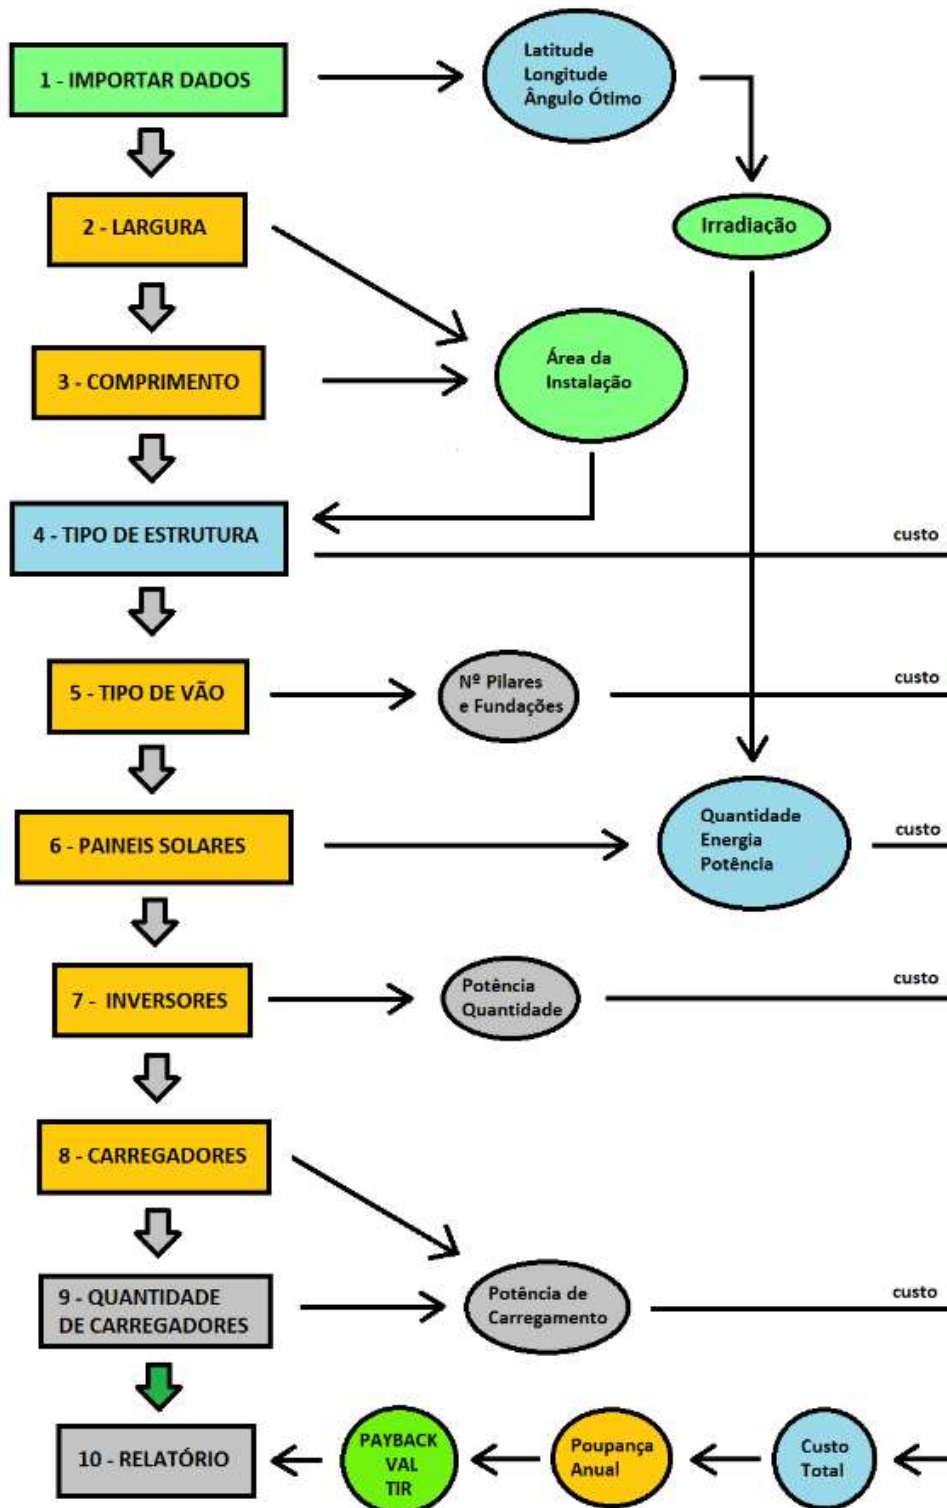 1 - IMPORTAR DADOS
Latitude
Longitude
Ângulo Ótimo
2 - LARGURA
Irradiação
3 - COMPRIMENTO
Área da
Instalação
4 - TIPO DE ESTRUTURA
custo
5 - TIPO DE VÃO
Nº Pilares
e Fundações
custo
6 - PAINEIS SOLARES
Quantidade
Energia
Potência
custo
7 - INVERSORES
Potência
Quantidade
custo
8 - CARREGADORES
9 - QUANTIDADE
DE CARREGADORES
Potência de
Carregamento
custo
10 - RELATÓRIO
PAYBACK
VAL
TIR
Poupança
Anual
Custo
Total